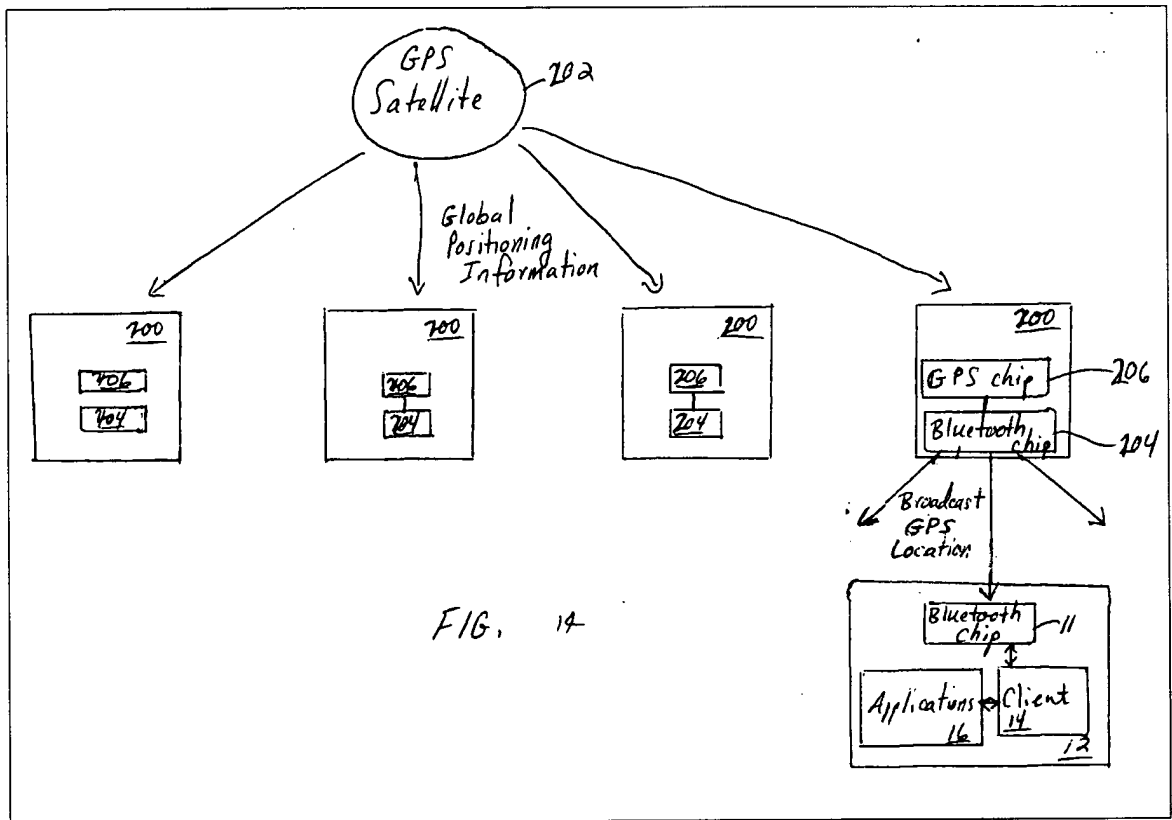 GPS
Satellite
202
Global
Positioning
Information
200
206
204
200
206
204
200
206
204
200
GPS chip
206
Bluetooth
chip
204
Broadcast
GPS
Location
Bluetooth
chip
11
Applications
16
Client
14
12
FIG. 14